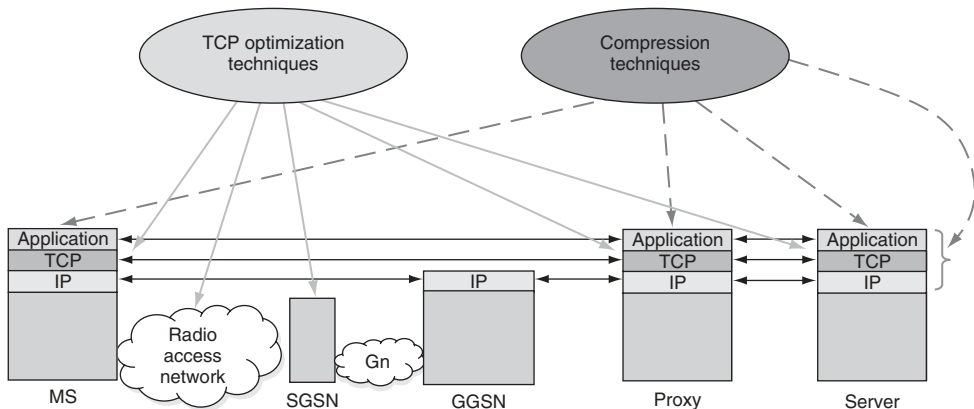 TCP optimization
techniques
Compression
techniques
Application
TCP
IP
IP
Application
TCP
IP
Application
TCP
IP
Radio
access
network
Gn
MS
SGSN
GGSN
Proxy
Server